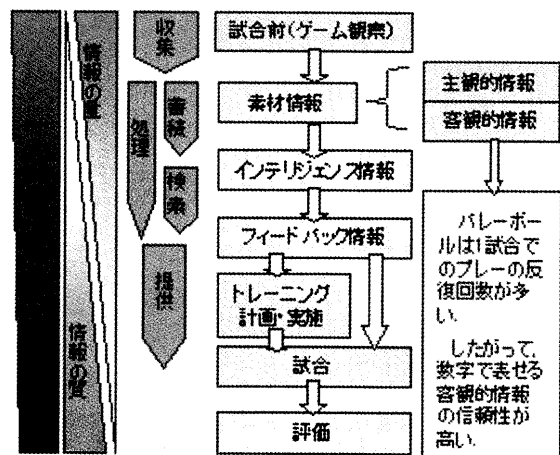 情報の量
情報の質
収集
処理
蓄積
検索
提供
試合前(ゲーム観察)
素材情報
インテリジェンス情報
フィードバック情報
トレーニング
計画・実施
試合
評価
主観的情報
客観的情報
バレーボー
ルは1試合で
のプレーの反
復回数が多
い.
したがって,
数字で表せる
客観的情報
の信頼性が
高い.